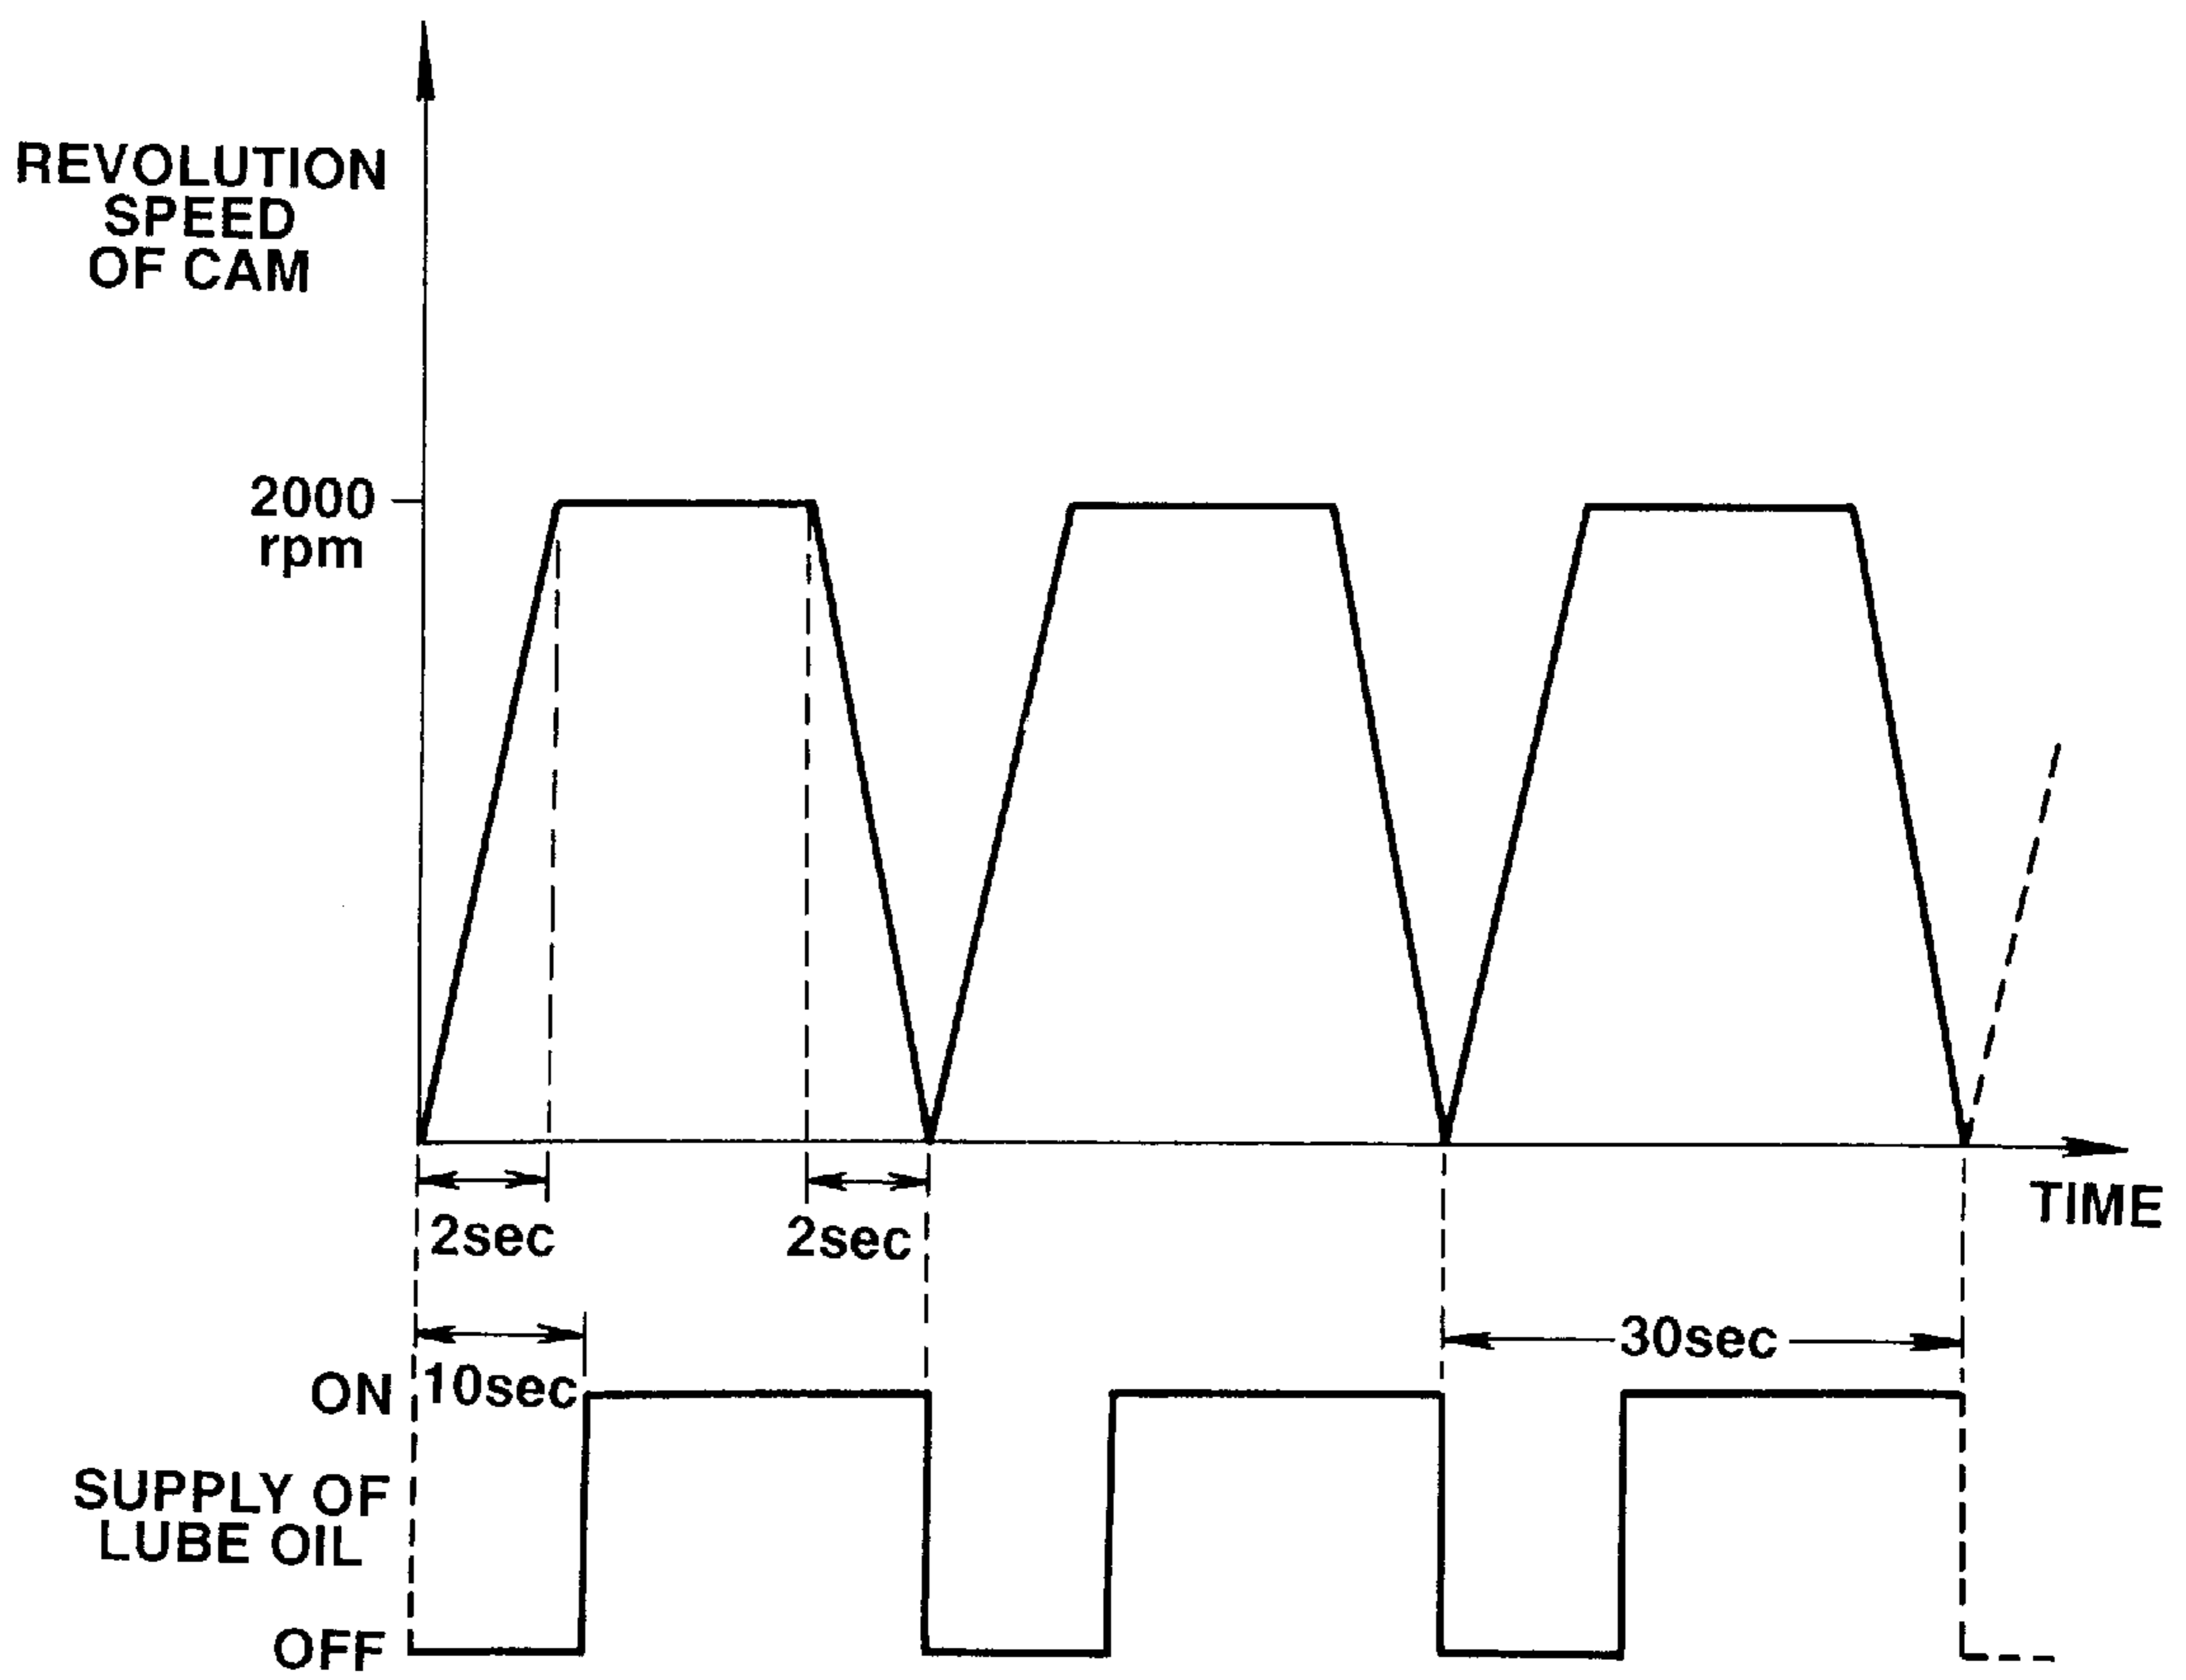 REVOLUTION
SPEED
OF CAM
2000
rpm
TIME
2sec
2sec
30sec
10sec
ON
SUPPLY OF
LUBE OIL
OFF